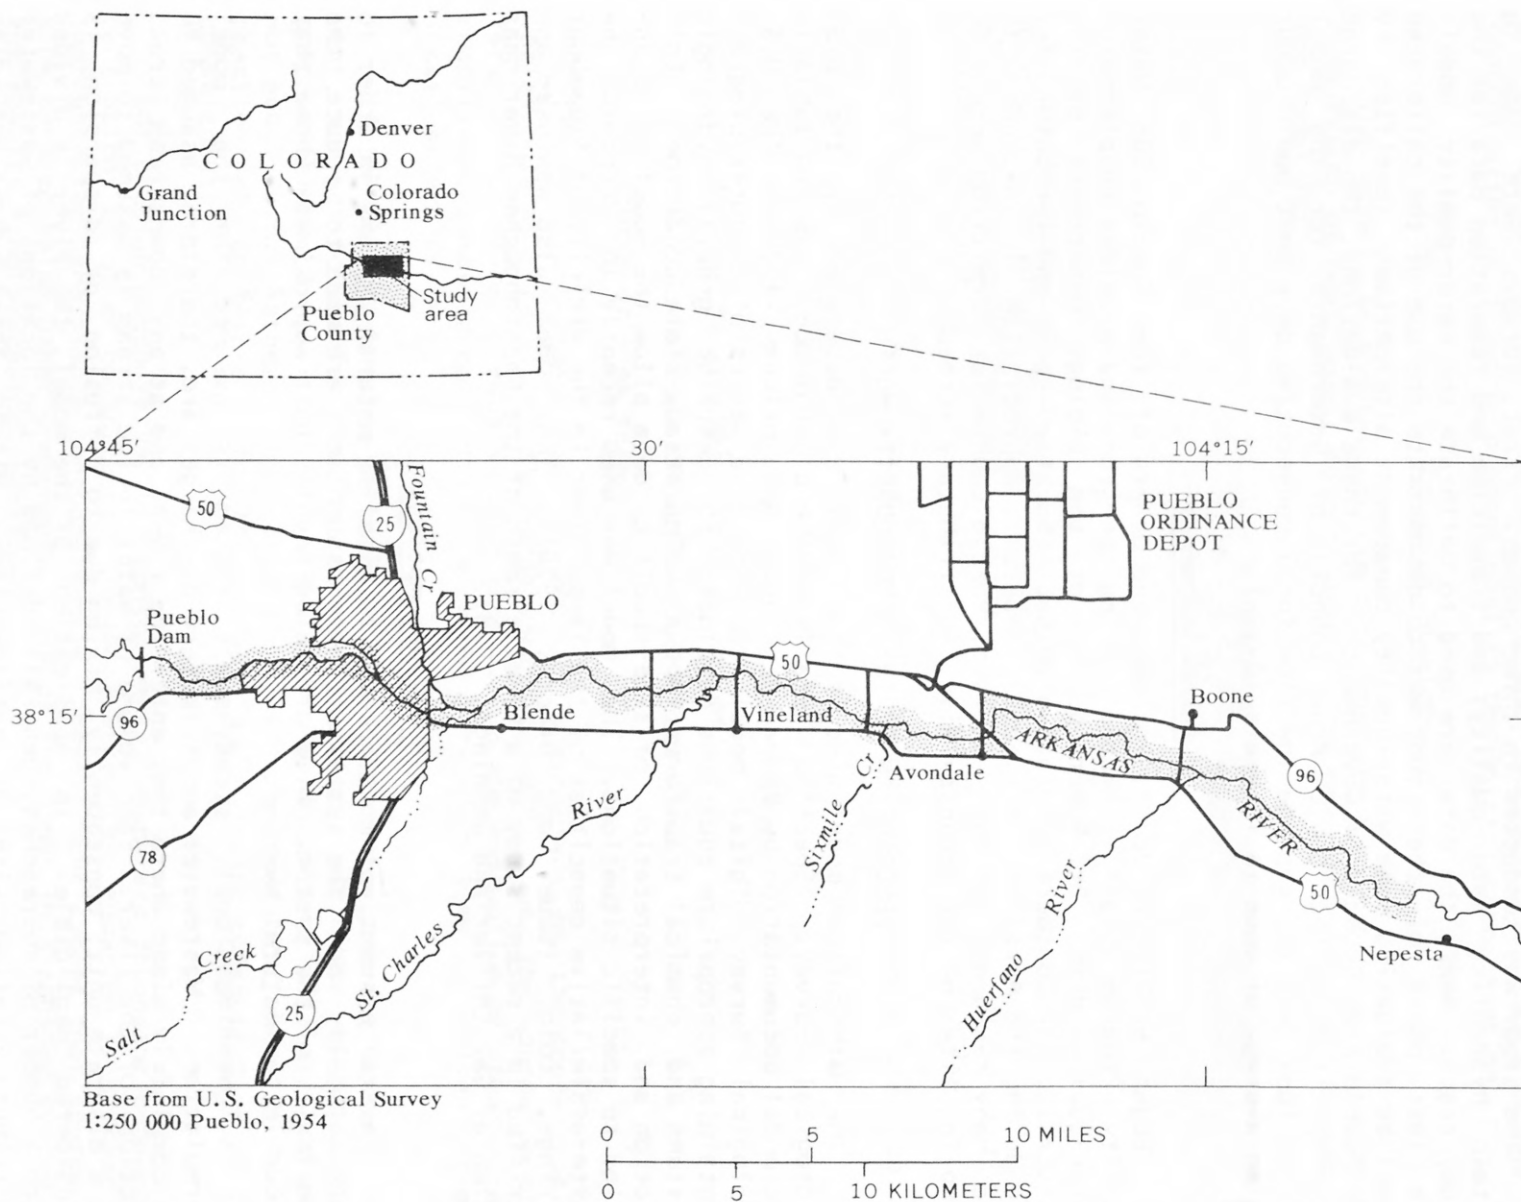 Denver
COLORADO
Grand
Junction
Colorado
Springs
Study
area
Pueblo
County
104°45′
30′
104°15′
50
25
Fountain
Cr
PUEBLO
ORDINANCE
DEPOT
PUEBLO
Pueblo
Dam
50
Boone
38°15′
96
Blende
Vineland
ARKANSAS
Avondale
96
RIVER
78
River
Sixmile
Cr
50
St. Charles
River
Huerfano
Nepesta
Creek
Salt
25
Base from U.S. Geological Survey
1:250 000 Pueblo, 1954
0 5 10 MILES
0 5 10 KILOMETERS